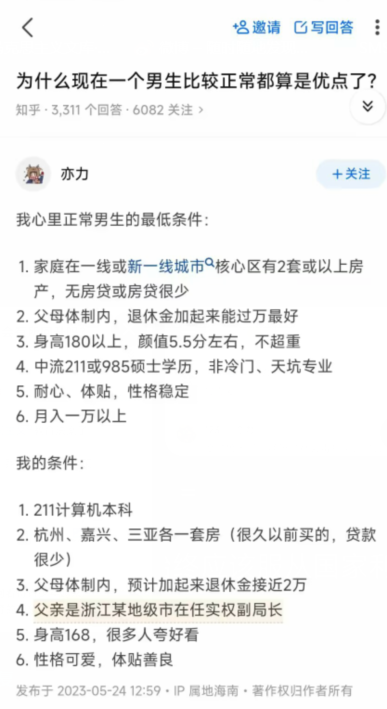 邀请 写回答
为什么现在一个男生比较正常都算是优点了?
知乎 · 3,311 个回答 · 6082 关注 >
亦力
+关注
我心里正常男生的最低条件：
1. 家庭在一线或新一线城市核心区有2套或以上房
产，无房贷或房贷很少
2. 父母体制内，退休金加起来能过万最好
3. 身高180以上，颜值5.5分左右，不超重
4. 中流211或985硕士学历，非冷门、天坑专业
5. 耐心、体贴，性格稳定
6. 月入一万以上
我的条件：
1. 211计算机本科
2. 杭州、嘉兴、三亚各一套房（很久以前买的，贷款
很少）
3. 父母体制内，预计加起来退休金接近2万
4. 父亲是浙江某地级市在任实权副局长
5. 身高168，很多人夸好看
6. 性格可爱，体贴善良
发布于 2023-05-24 12:59 · IP 属地海南 · 著作权归作者所有